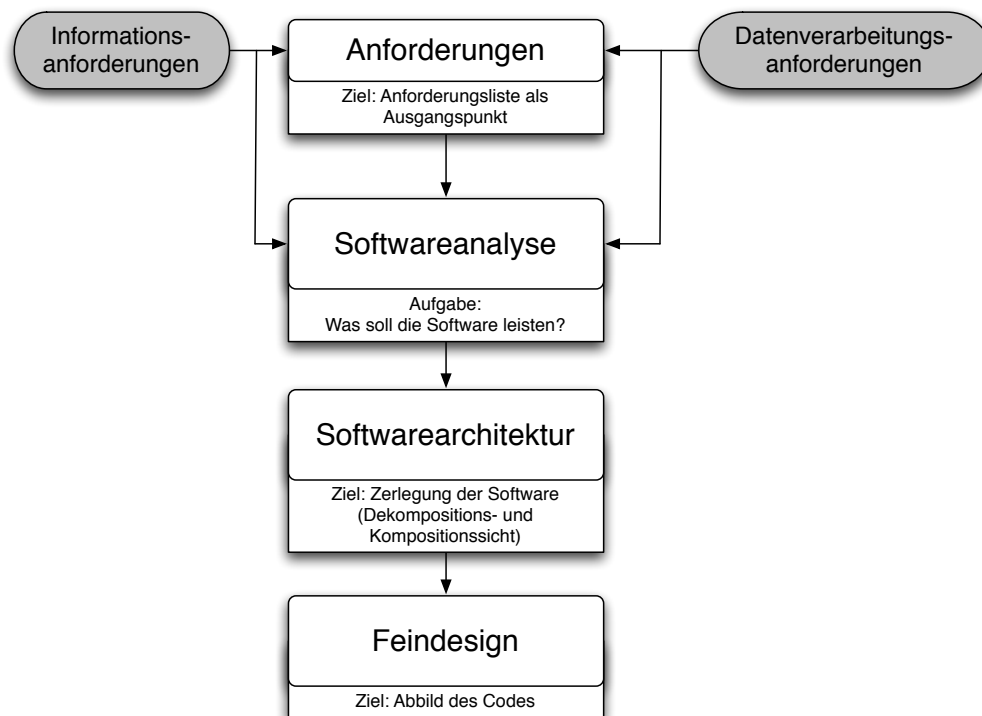 Informations-
anforderungen
Anforderungen
Datenverarbeitungs-
anforderungen
Ziel: Anforderungsliste als
Ausgangspunkt
Softwareanalyse
Aufgabe:
Was soll die Software leisten?
Softwarearchitektur
Ziel: Zerlegung der Software
(Dekompositions- und
Kompositionssicht)
Feindesign
Ziel: Abbild des Codes